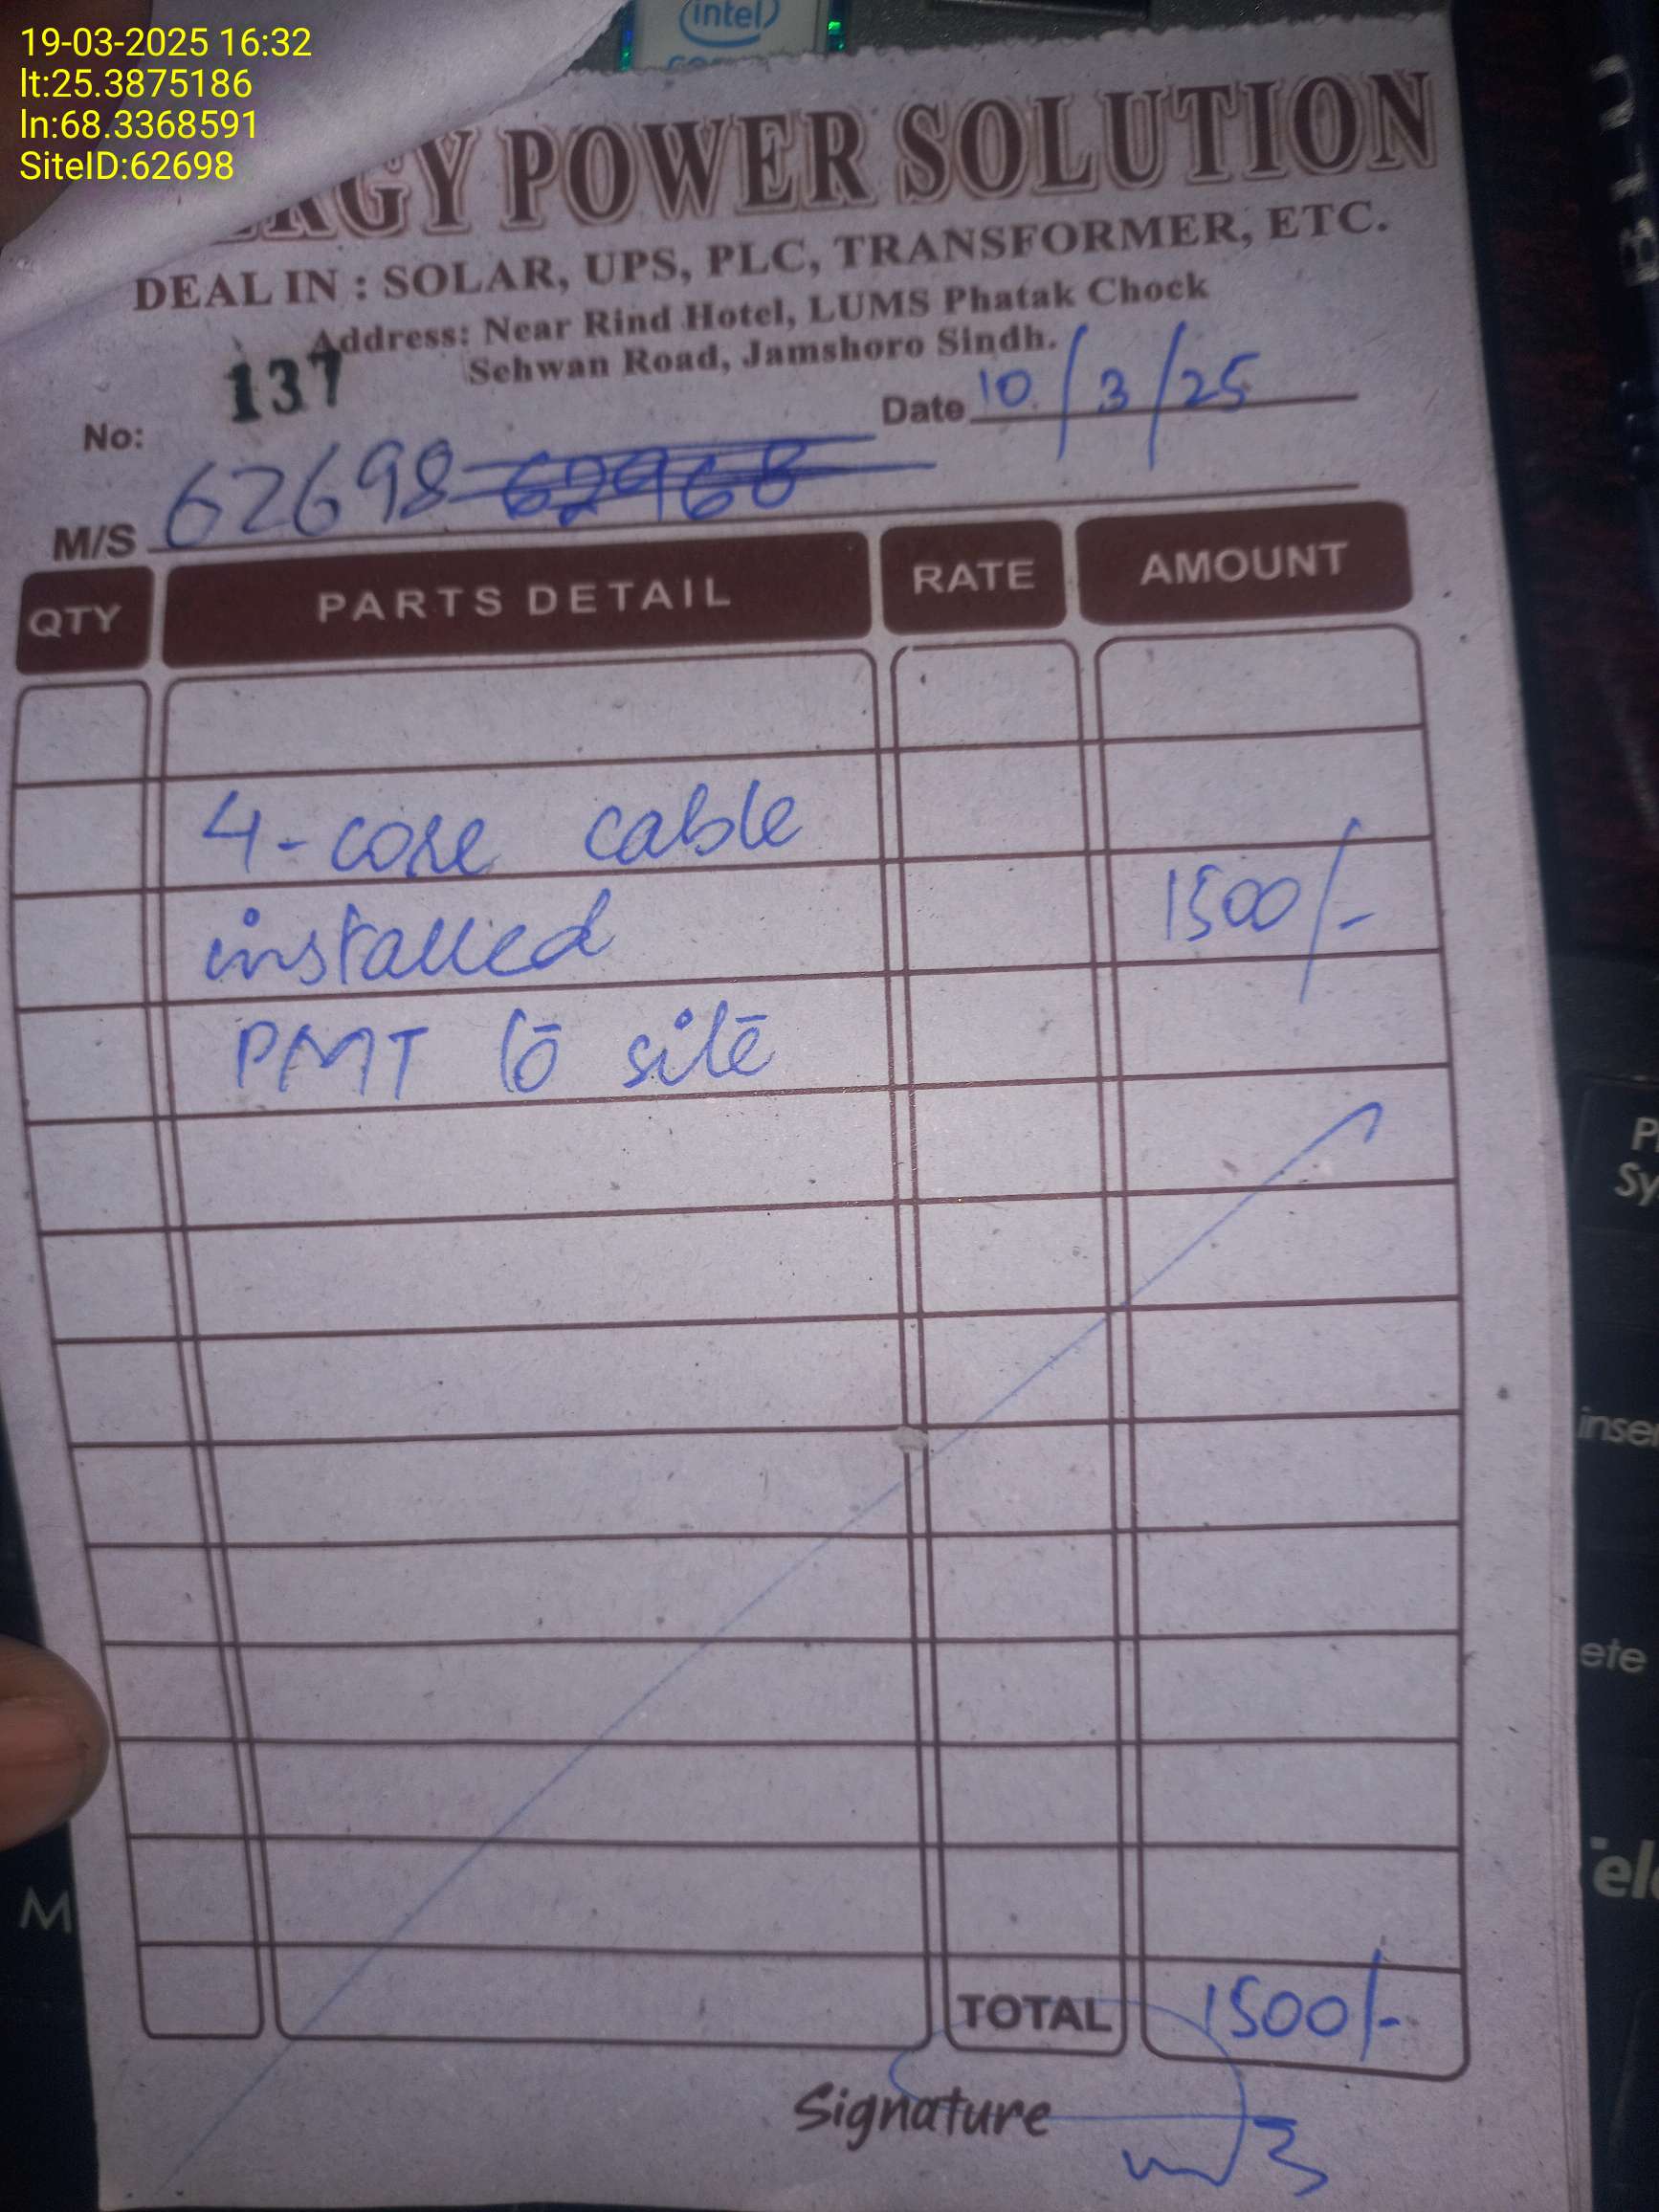 19-03-2025 16:32
lt:25.3875186
ln:68.3368591
SiteID:62698
intel
RGY POWER SOLUTION
DEAL IN : SOLAR, UPS, PLC, TRANSFORMER, ETC.
Address: Near Rind Hotel, LUMS Phatak Chock
Sehwan Road, Jamshoro Sindh.
No: 137
Date 10/3/25
M/S 62698 62968
QTY PARTS DETAIL RATE AMOUNT
4-core cable
installed 1500/-
PMT to site
TOTAL 1500/-
Signature